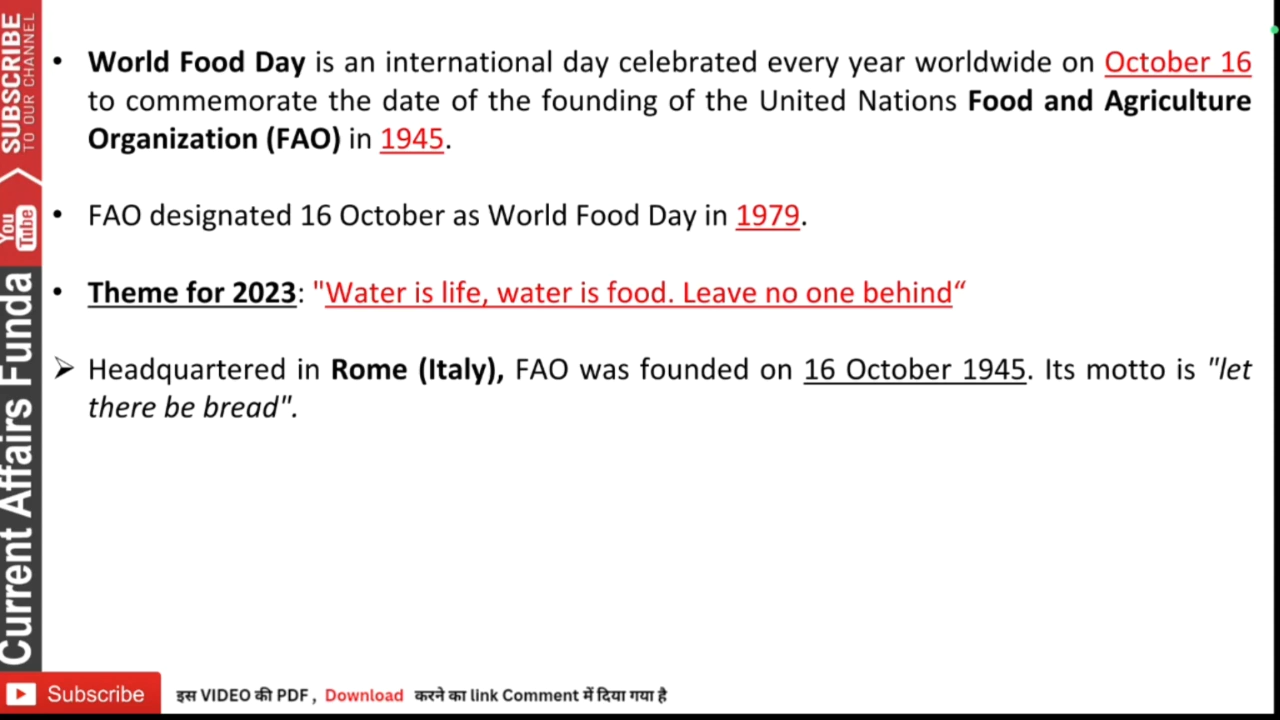 • World Food Day is an international day celebrated every year worldwide on October 16
to commemorate the date of the founding of the United Nations Food and Agriculture
Organization (FAO) in 1945.
• FAO designated 16 October as World Food Day in 1979.
• Theme for 2023: "Water is life, water is food. Leave no one behind“
➢ Headquartered in Rome (Italy), FAO was founded on 16 October 1945. Its motto is "let
there be bread".
SUBSCRIBE
TO OUR CHANNEL
You
Tube
Current Affairs Funda
Subscribe
इस VIDEO की PDF , Download करने का link Comment में दिया गया है